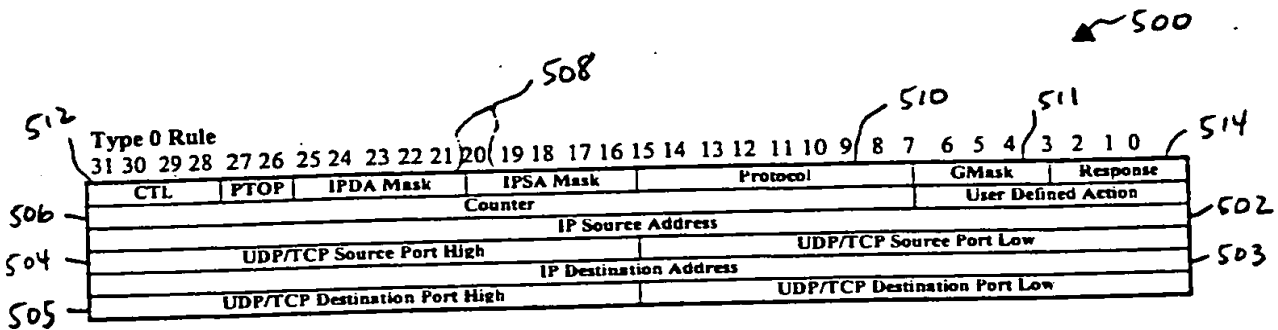 500
508
510
511
512
514
Type 0 Rule
31 30 29 28 27 26 25 24 23 22 21 20 19 18 17 16 15 14 13 12 11 10 9 8 7 6 5 4 3 2 1 0
CTL PTOP IPDA Mask IPSA Mask Protocol GMask Response
Counter User Defined Action
506
IP Source Address
502
504
UDP/TCP Source Port High UDP/TCP Source Port Low
IP Destination Address
503
UDP/TCP Destination Port High UDP/TCP Destination Port Low
505